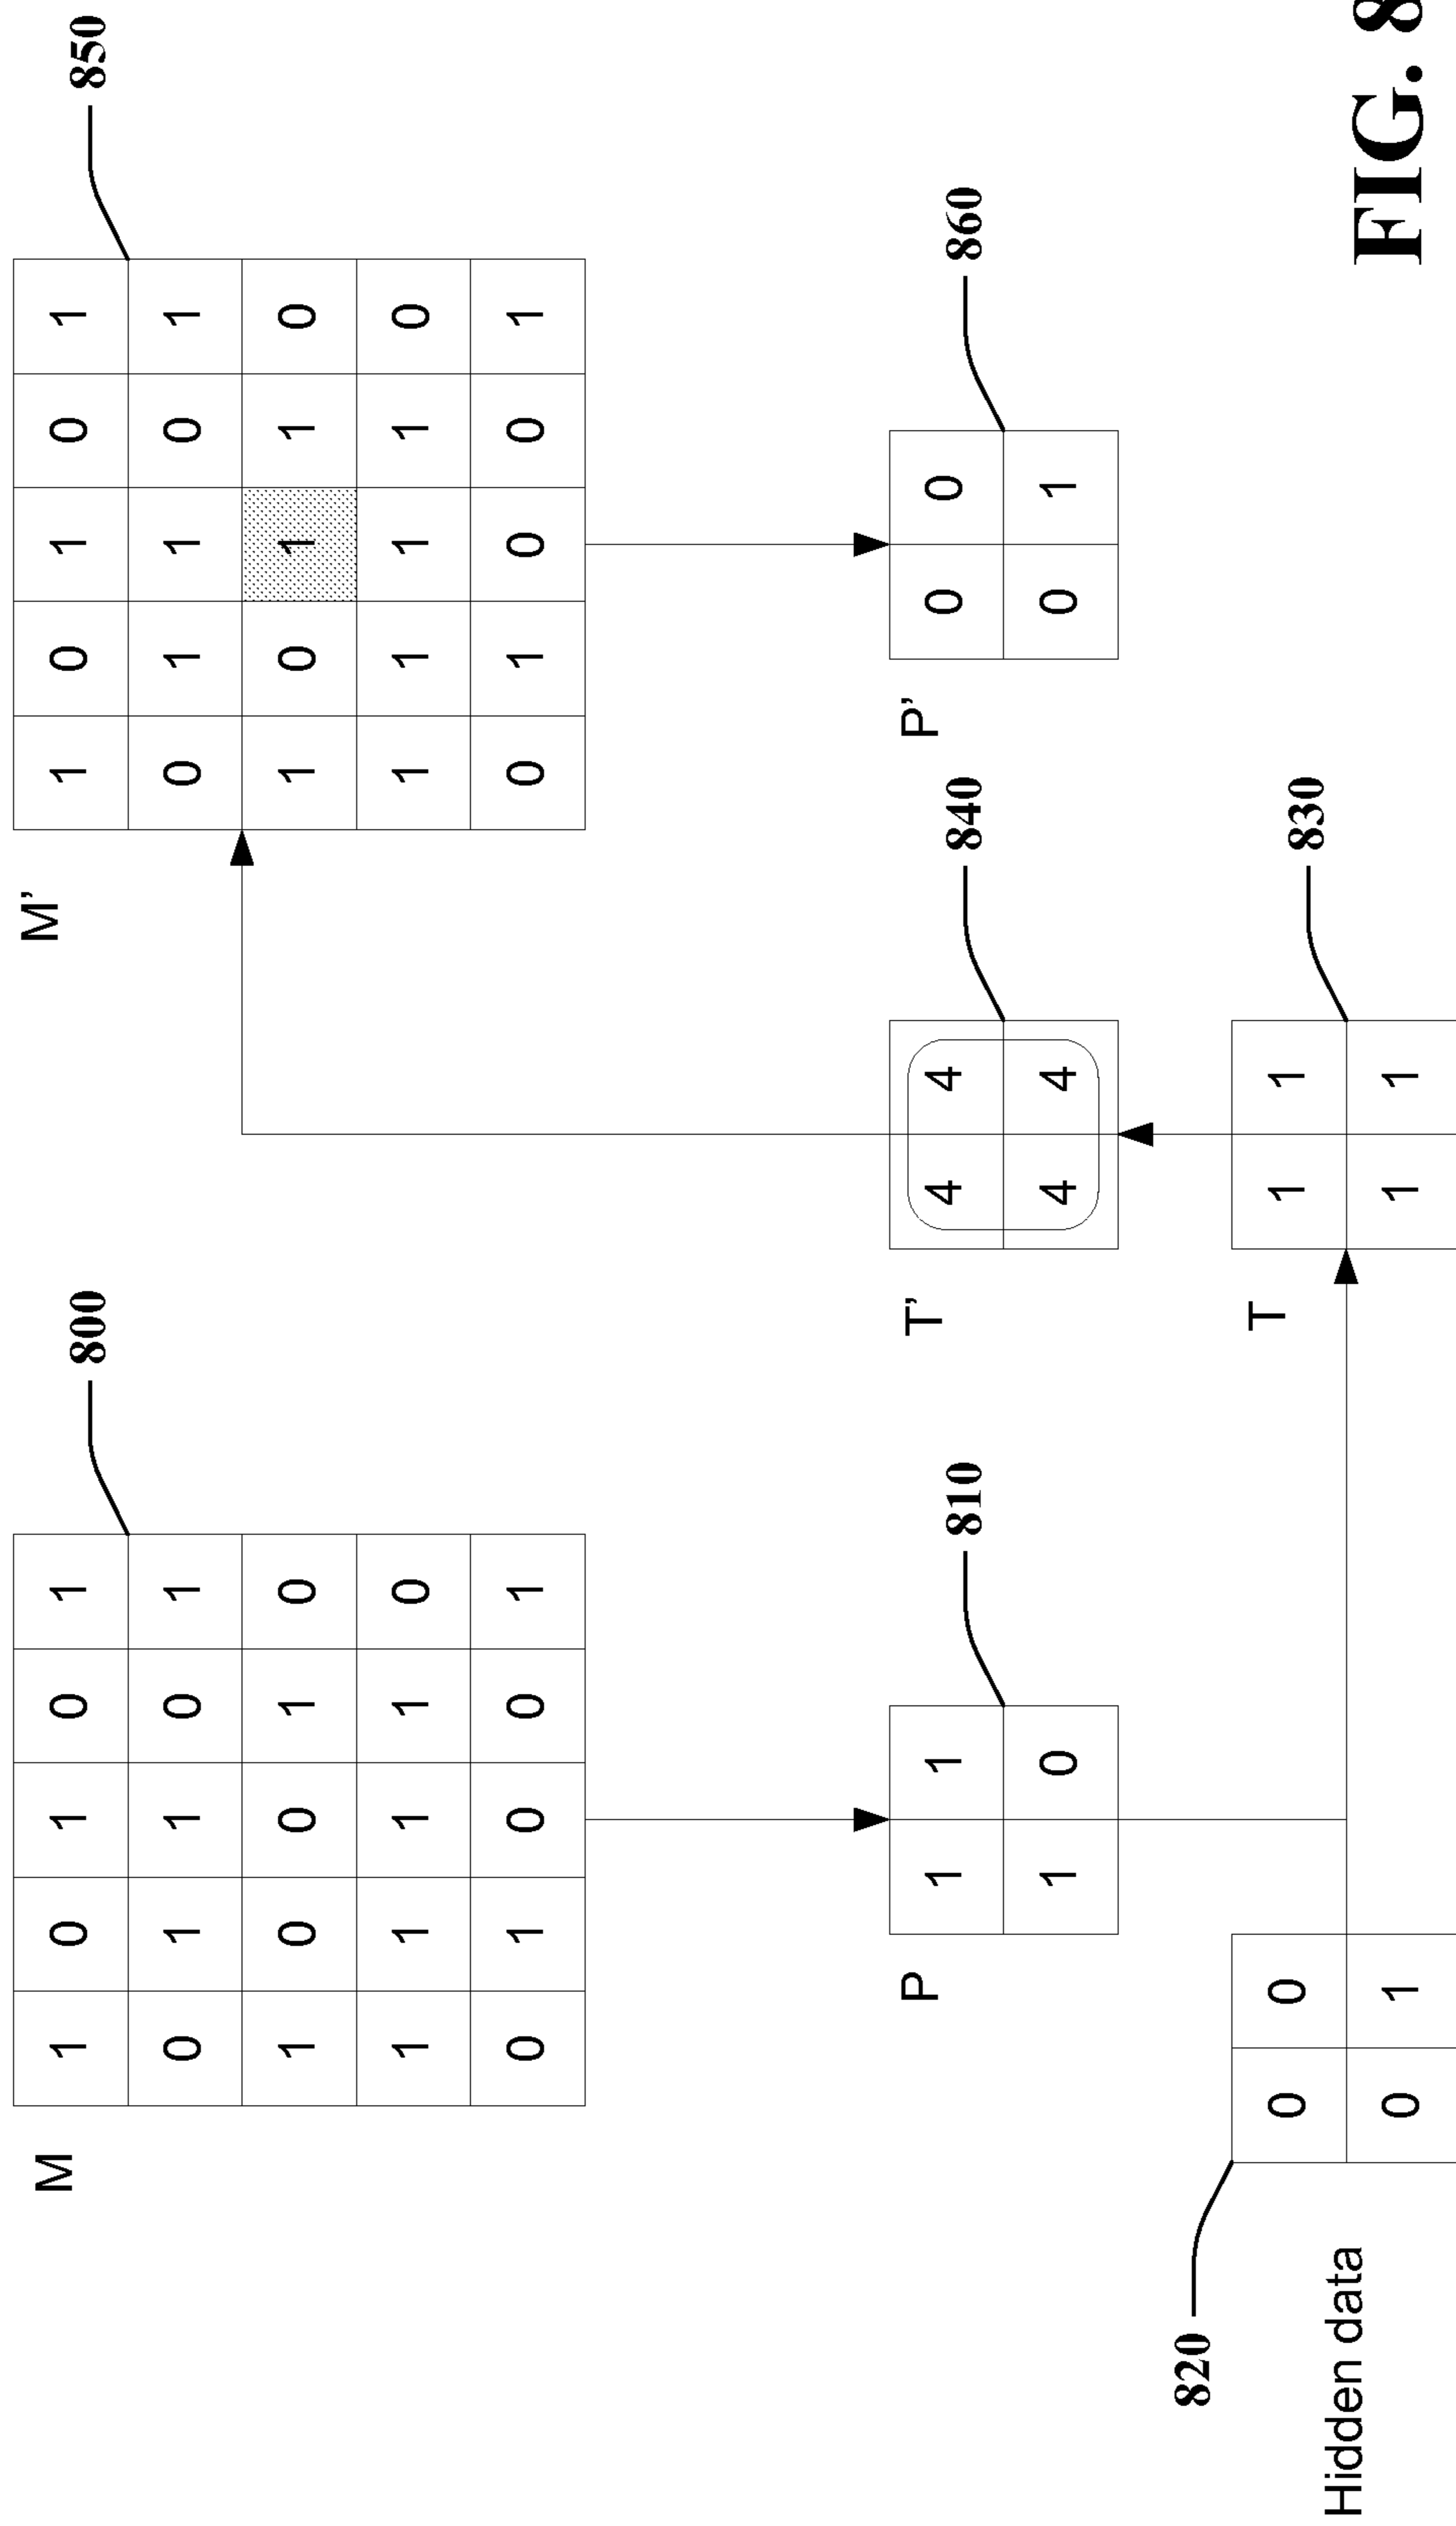 M
800
1 0 1 0 1
0 1 1 0 1
1 0 0 1 0
1 1 1 1 0
0 1 0 0 1
M'
850
1 0 1 0 1
0 1 1 0 1
1 0 1 1 0
1 1 1 1 0
0 1 0 0 1
P
810
1 1
1 0
T'
840
4 4
4 4
P'
860
0 0
0 1
820
Hidden data
0 0
0 1
T
830
1 1
1 1
FIG. 8